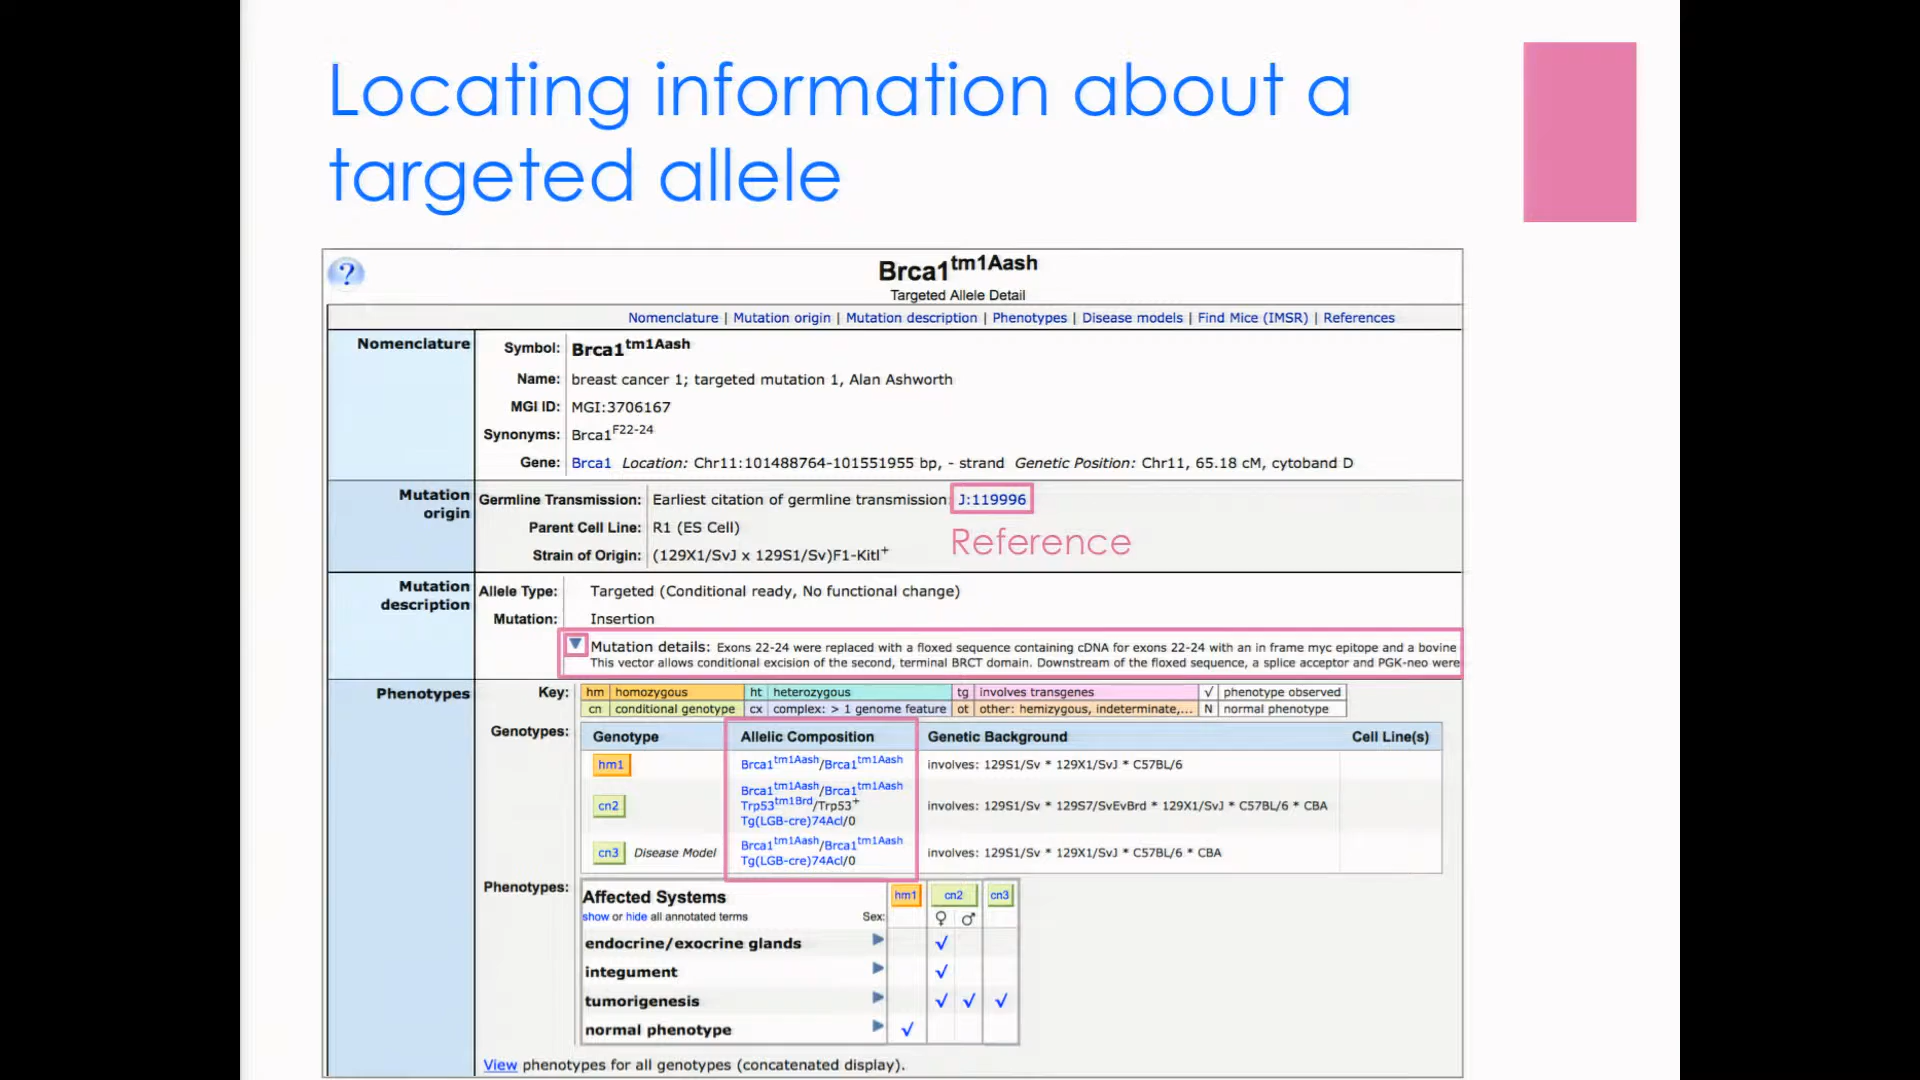 Locating information about a
targeted allele
?
Brca1tm1Aash
Targeted Allele Detail
Nomenclature | Mutation origin | Mutation description | Phenotypes | Disease models | Find Mice (IMSR) | References
Nomenclature
Symbol: Brca1tm1Aash
Name: breast cancer 1; targeted mutation 1, Alan Ashworth
MGI ID: MGI:3706167
Synonyms: Brca1F22-24
Gene: Brca1 Location: Chr11:101488764-101551955 bp, - strand Genetic Position: Chr11, 65.18 cM, cytoband D
Mutation origin
Germline Transmission: Earliest citation of germline transmission: J:119996
Reference
Parent Cell Line: R1 (ES Cell)
Strain of Origin: (129X1/SvJ x 129S1/Sv)F1-Kitl+
Mutation description
Allele Type: Targeted (Conditional ready, No functional change)
Mutation: Insertion
Mutation details: Exons 22-24 were replaced with a floxed sequence containing cDNA for exons 22-24 with an in frame myc epitope and a bovine
This vector allows conditional excision of the second, terminal BRCT domain. Downstream of the floxed sequence, a splice acceptor and PGK-neo were
Phenotypes
Key: hm homozygous ht heterozygous tg involves transgenes √ phenotype observed
cn conditional genotype cx complex: > 1 genome feature ot other: hemizygous, indeterminate,... N normal phenotype
Genotypes:
Genotype Allelic Composition Genetic Background Cell Line(s)
hm1 Brca1tm1Aash/Brca1tm1Aash involves: 129S1/Sv * 129X1/SvJ * C57BL/6
Brca1tm1Aash/Brca1tm1Aash
cn2 Trp53tm1Brd/Trp53+ involves: 129S1/Sv * 129S7/SvEvBrd * 129X1/SvJ * C57BL/6 * CBA
Tg(LGB-cre)74Acl/0
Brca1tm1Aash/Brca1tm1Aash
cn3 Disease Model involves: 129S1/Sv * 129X1/SvJ * C57BL/6 * CBA
Tg(LGB-cre)74Acl/0
Phenotypes:
Affected Systems hm1 cn2 cn3
show or hide all annotated terms Sex: ♀ ♂
endocrine/exocrine glands √
integument √
tumorigenesis √ √ √
normal phenotype √
View phenotypes for all genotypes (concatenated display).